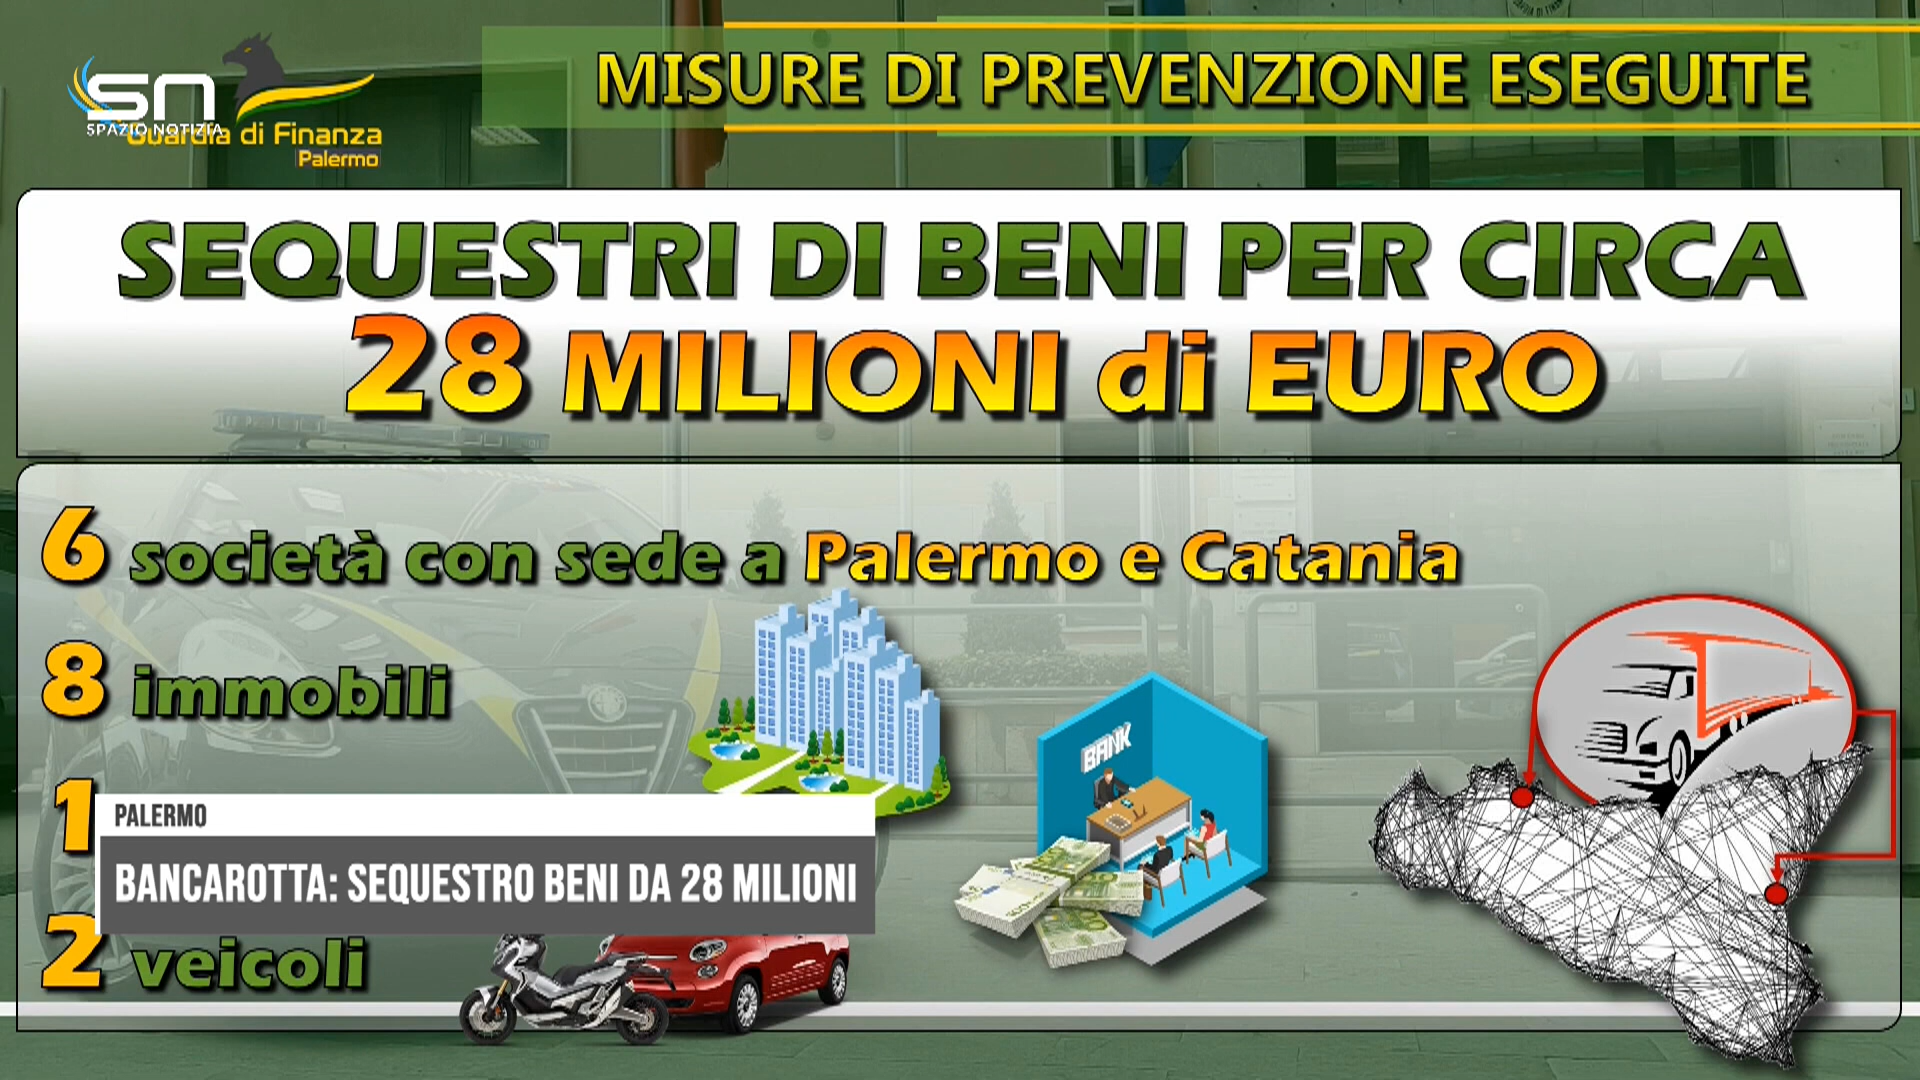 SN
SPAZIO NOTIZIA
Guardia di Finanza
Palermo
MISURE DI PREVENZIONE ESEGUITE
SEQUESTRI DI BENI PER CIRCA
28 MILIONI di EURO
6 società con sede a Palermo e Catania
8 immobili
BANK
1
PALERMO
BANCAROTTA: SEQUESTRO BENI DA 28 MILIONI
2 veicoli